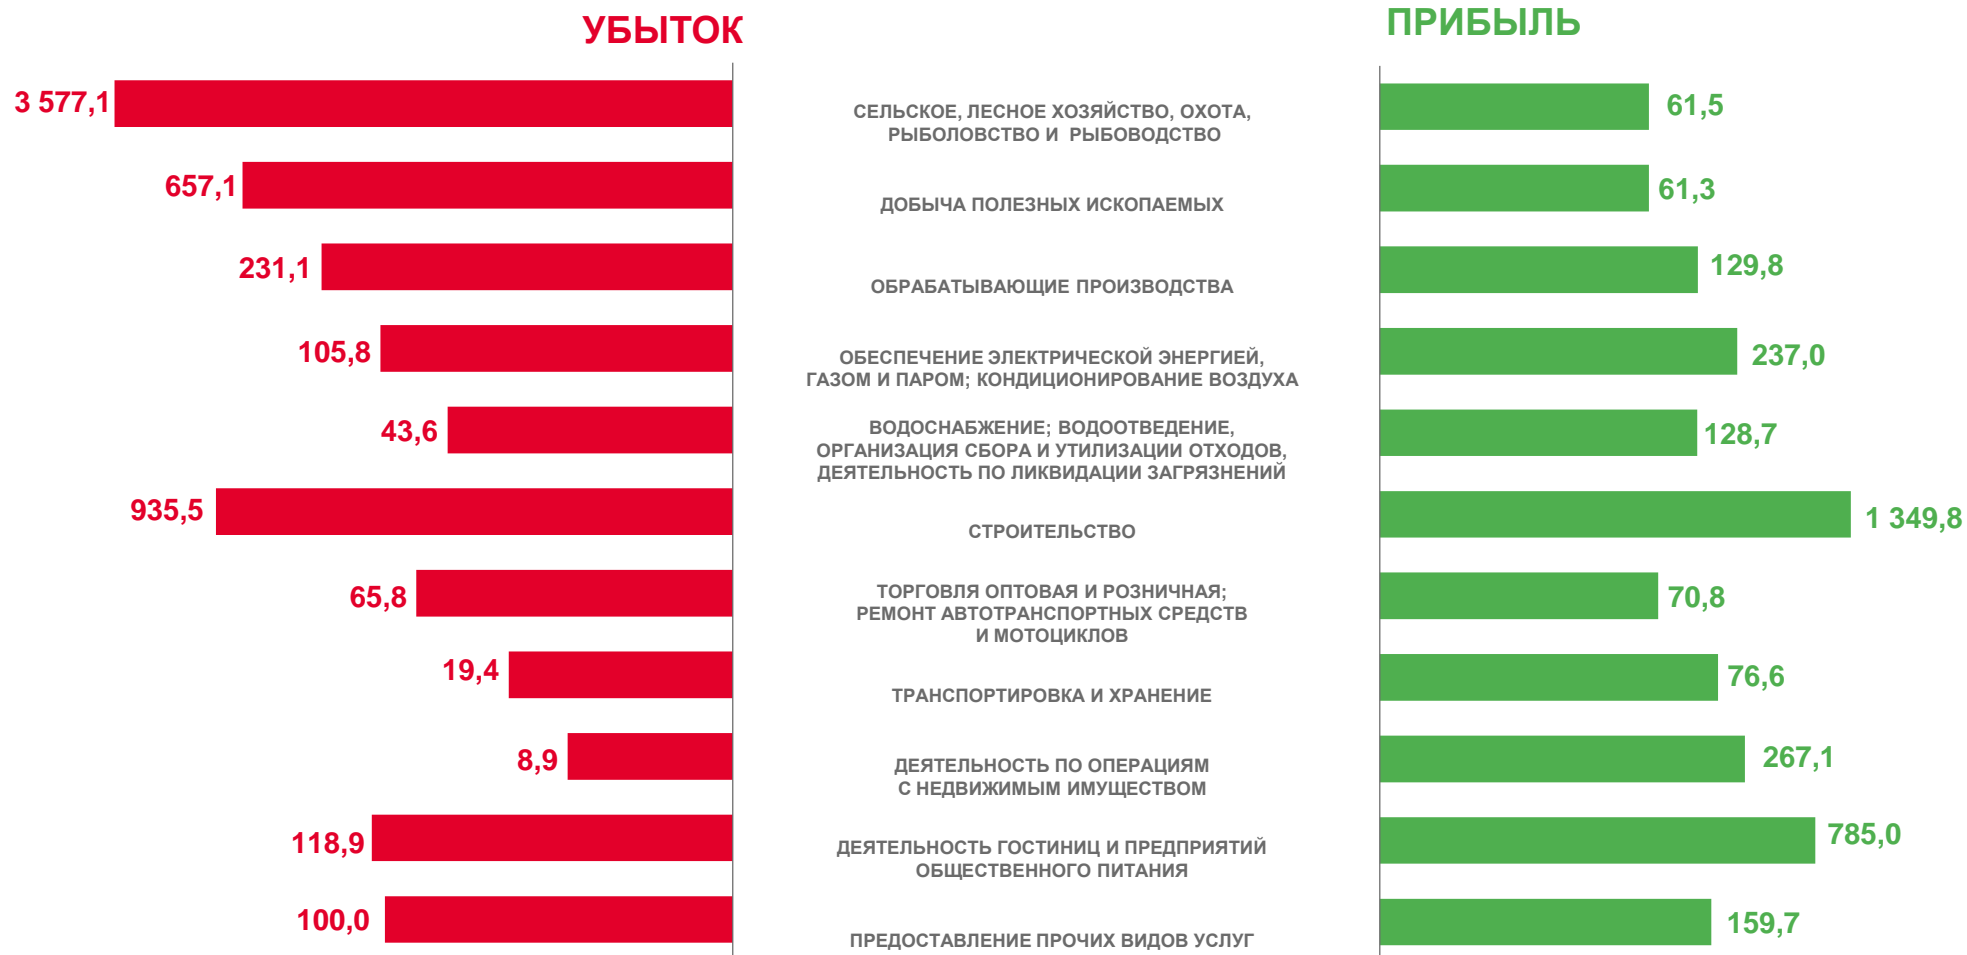 УБЫТОК
ПРИБЫЛЬ
3 577,1
СЕЛЬСКОЕ, ЛЕСНОЕ ХОЗЯЙСТВО, ОХОТА,
РЫБОЛОВСТВО И РЫБОВОДСТВО
61,5
657,1
ДОБЫЧА ПОЛЕЗНЫХ ИСКОПАЕМЫХ
61,3
231,1
ОБРАБАТЫВАЮЩИЕ ПРОИЗВОДСТВА
129,8
105,8
ОБЕСПЕЧЕНИЕ ЭЛЕКТРИЧЕСКОЙ ЭНЕРГИЕЙ,
ГАЗОМ И ПАРОМ; КОНДИЦИОНИРОВАНИЕ ВОЗДУХА
237,0
43,6
ВОДОСНАБЖЕНИЕ; ВОДООТВЕДЕНИЕ,
ОРГАНИЗАЦИЯ СБОРА И УТИЛИЗАЦИИ ОТХОДОВ,
ДЕЯТЕЛЬНОСТЬ ПО ЛИКВИДАЦИИ ЗАГРЯЗНЕНИЙ
128,7
935,5
СТРОИТЕЛЬСТВО
1 349,8
65,8
ТОРГОВЛЯ ОПТОВАЯ И РОЗНИЧНАЯ;
РЕМОНТ АВТОТРАНСПОРТНЫХ СРЕДСТВ
И МОТОЦИКЛОВ
70,8
19,4
ТРАНСПОРТИРОВКА И ХРАНЕНИЕ
76,6
8,9
ДЕЯТЕЛЬНОСТЬ ПО ОПЕРАЦИЯМ
С НЕДВИЖИМЫМ ИМУЩЕСТВОМ
267,1
118,9
ДЕЯТЕЛЬНОСТЬ ГОСТИНИЦ И ПРЕДПРИЯТИЙ
ОБЩЕСТВЕННОГО ПИТАНИЯ
785,0
100,0
ПРЕДОСТАВЛЕНИЕ ПРОЧИХ ВИДОВ УСЛУГ
159,7